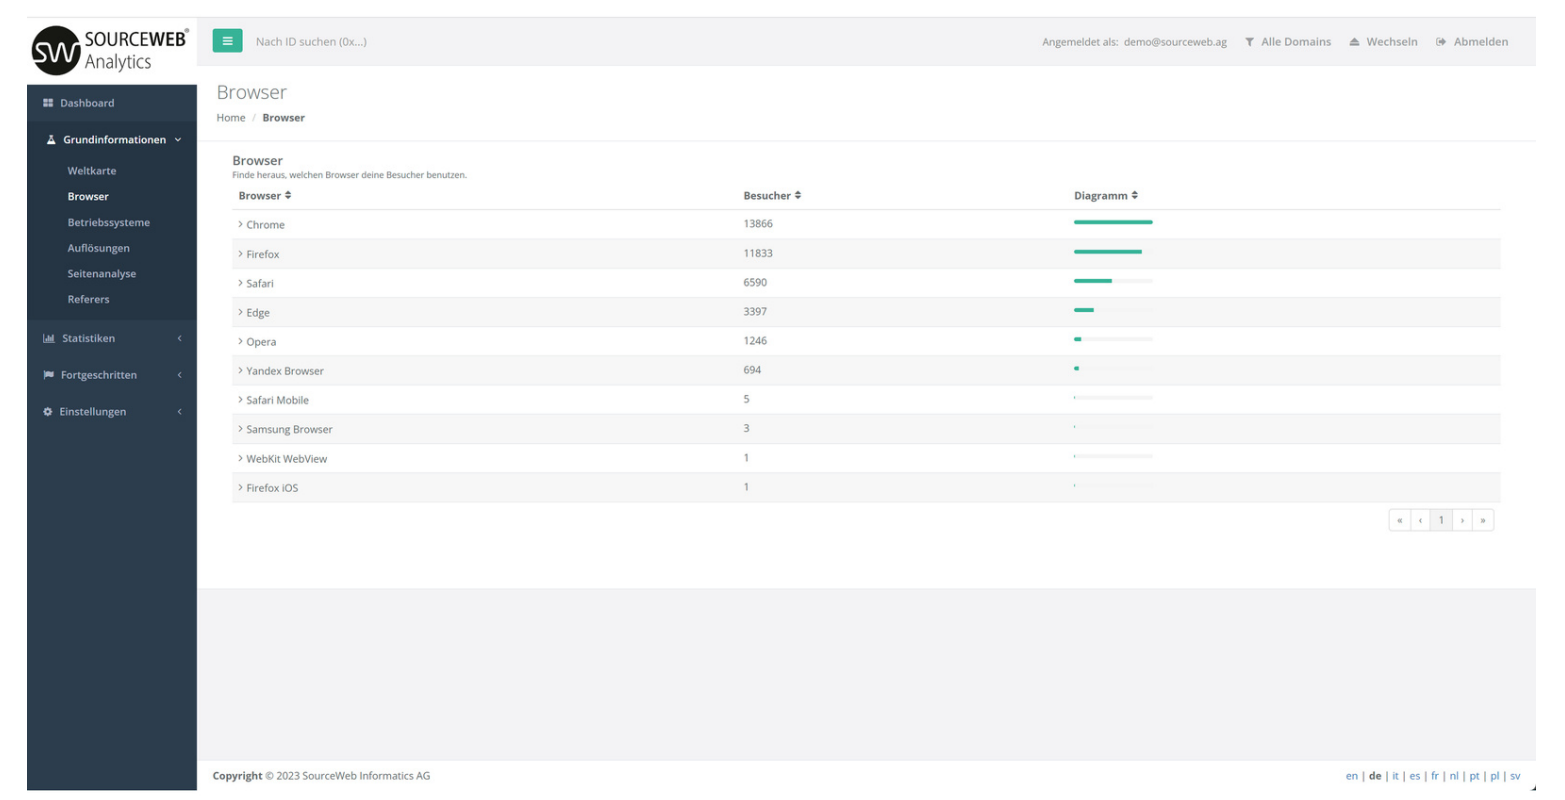 SW SOURCEWEB®
Analytics
Nach ID suchen (0x...)
Angemeldet als: demo@sourceweb.ag Alle Domains Wechseln Abmelden
Dashboard
Grundinformationen
Weltkarte
Browser
Betriebssysteme
Auflösungen
Seitenanalyse
Referers
Statistiken
Fortgeschritten
Einstellungen
Browser
Home / Browser
Browser
Finde heraus, welchen Browser deine Besucher benutzen.
Browser Besucher Diagramm
> Chrome 13866
> Firefox 11833
> Safari 6590
> Edge 3397
> Opera 1246
> Yandex Browser 694
> Safari Mobile 5
> Samsung Browser 3
> WebKit WebView 1
> Firefox iOS 1
« ‹ 1 › »
Copyright © 2023 SourceWeb Informatics AG
en | de | it | es | fr | nl | pt | pl | sv